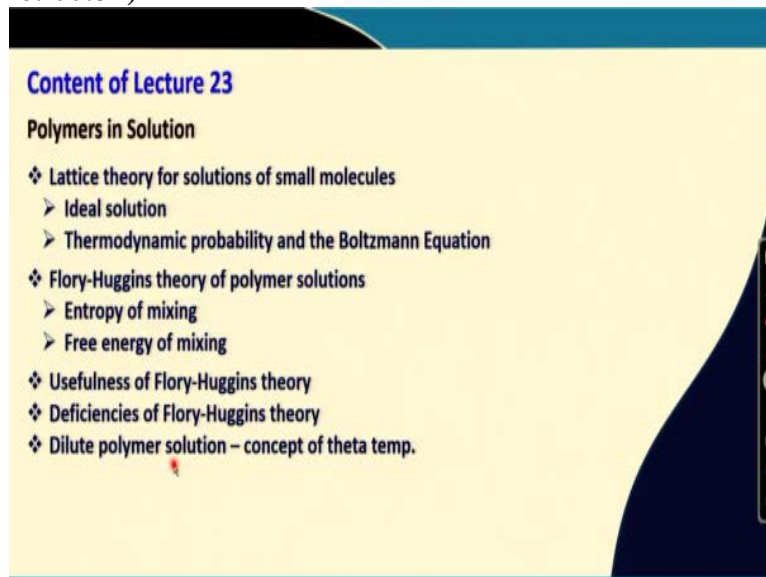 Content of Lecture 23
Polymers in Solution
❖ Lattice theory for solutions of small molecules
➤ Ideal solution
➤ Thermodynamic probability and the Boltzmann Equation
❖ Flory-Huggins theory of polymer solutions
➤ Entropy of mixing
➤ Free energy of mixing
❖ Usefulness of Flory-Huggins theory
❖ Deficiencies of Flory-Huggins theory
❖ Dilute polymer solution – concept of theta temp.